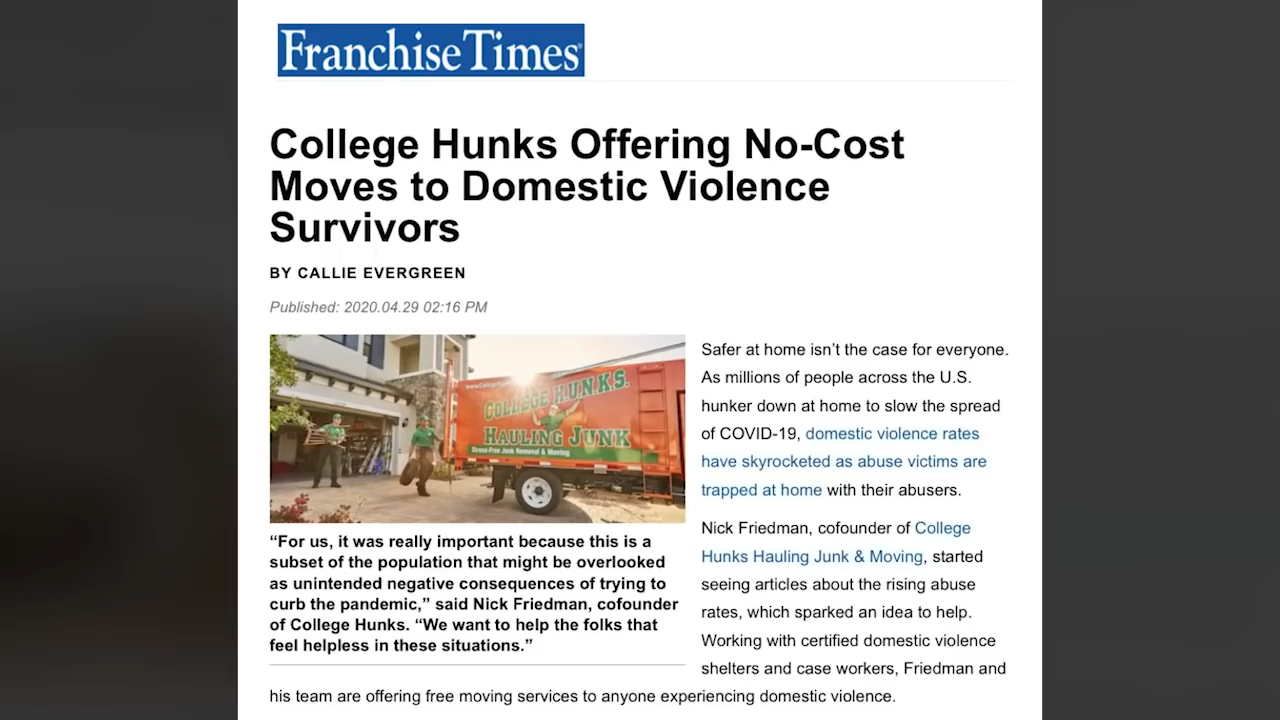 Franchise Times
College Hunks Offering No-Cost
Moves to Domestic Violence
Survivors
BY CALLIE EVERGREEN
Published: 2020.04.29 02:16 PM
COLLEGE HUNKS
HAULING JUNK
Stress-Free Junk Removal & Moving
“For us, it was really important because this is a
subset of the population that might be overlooked
as unintended negative consequences of trying to
curb the pandemic,” said Nick Friedman, cofounder
of College Hunks. “We want to help the folks that
feel helpless in these situations.”
Safer at home isn’t the case for everyone.
As millions of people across the U.S.
hunker down at home to slow the spread
of COVID-19, domestic violence rates
have skyrocketed as abuse victims are
trapped at home with their abusers.
Nick Friedman, cofounder of College
Hunks Hauling Junk & Moving, started
seeing articles about the rising abuse
rates, which sparked an idea to help.
Working with certified domestic violence
shelters and case workers, Friedman and
his team are offering free moving services to anyone experiencing domestic violence.